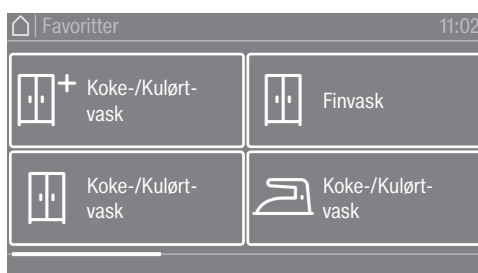 Favoritter 11:02
Koke-/Kulørt-
vask
Finvask
Koke-/Kulørt-
vask
Koke-/Kulørt-
vask